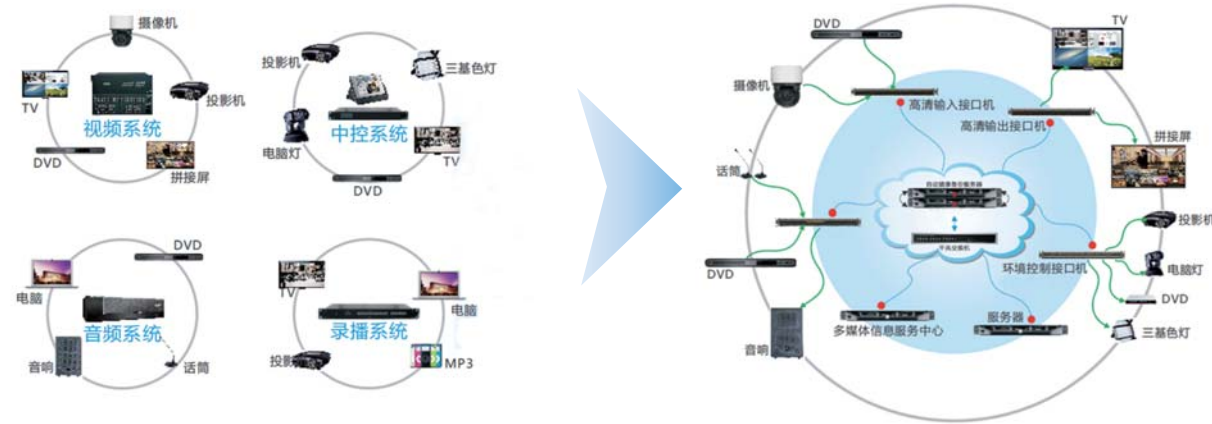 摄像机
TV
投影机
视频系统
DVD
拼接屏
投影机
三基色灯
中控系统
电脑灯
TV
DVD
DVD
电脑
音频系统
音响
话筒
TV
电脑
录播系统
投影
MP3
DVD
TV
摄像机
高清输入接口机
高清输出接口机
拼接屏
话筒
投影机
DVD
环境控制接口机
电脑灯
DVD
多媒体信息服务中心
服务器
三基色灯
音响